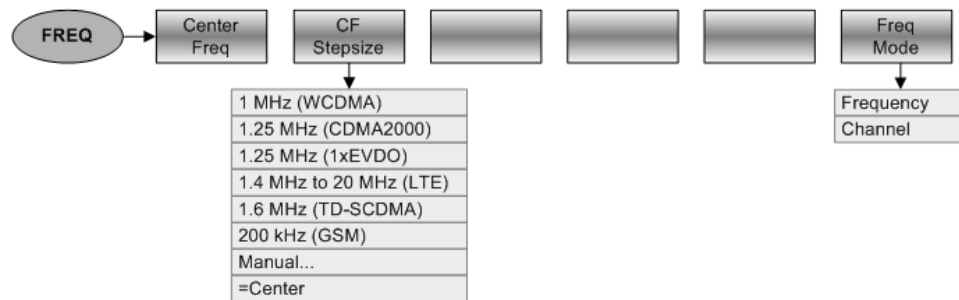 FREQ
Center
Freq
CF
Stepsize
Freq
Mode
1 MHz (WCDMA)
1.25 MHz (CDMA2000)
1.25 MHz (1xEVDO)
1.4 MHz to 20 MHz (LTE)
1.6 MHz (TD-SCDMA)
200 kHz (GSM)
Manual...
=Center
Frequency
Channel